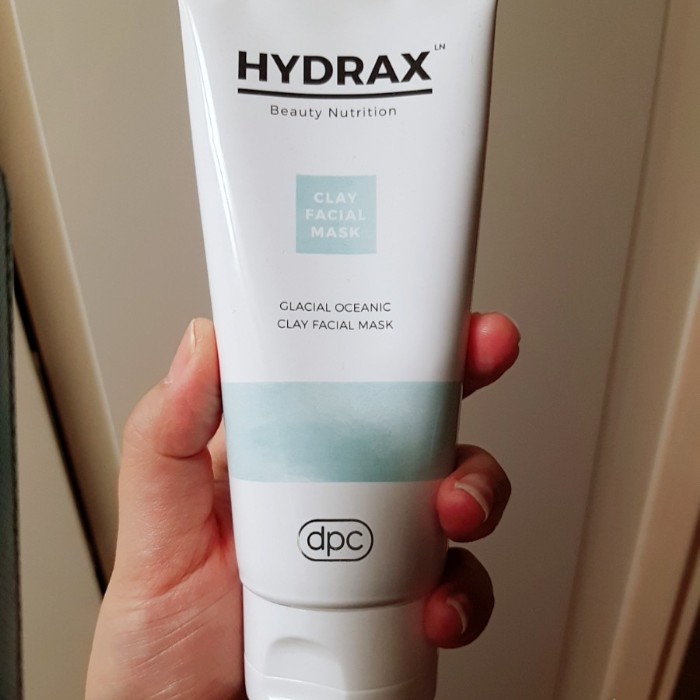 HYDRAX LN
Beauty Nutrition
CLAY
FACIAL
MASK
GLACIAL OCEANIC
CLAY FACIAL MASK
dpc